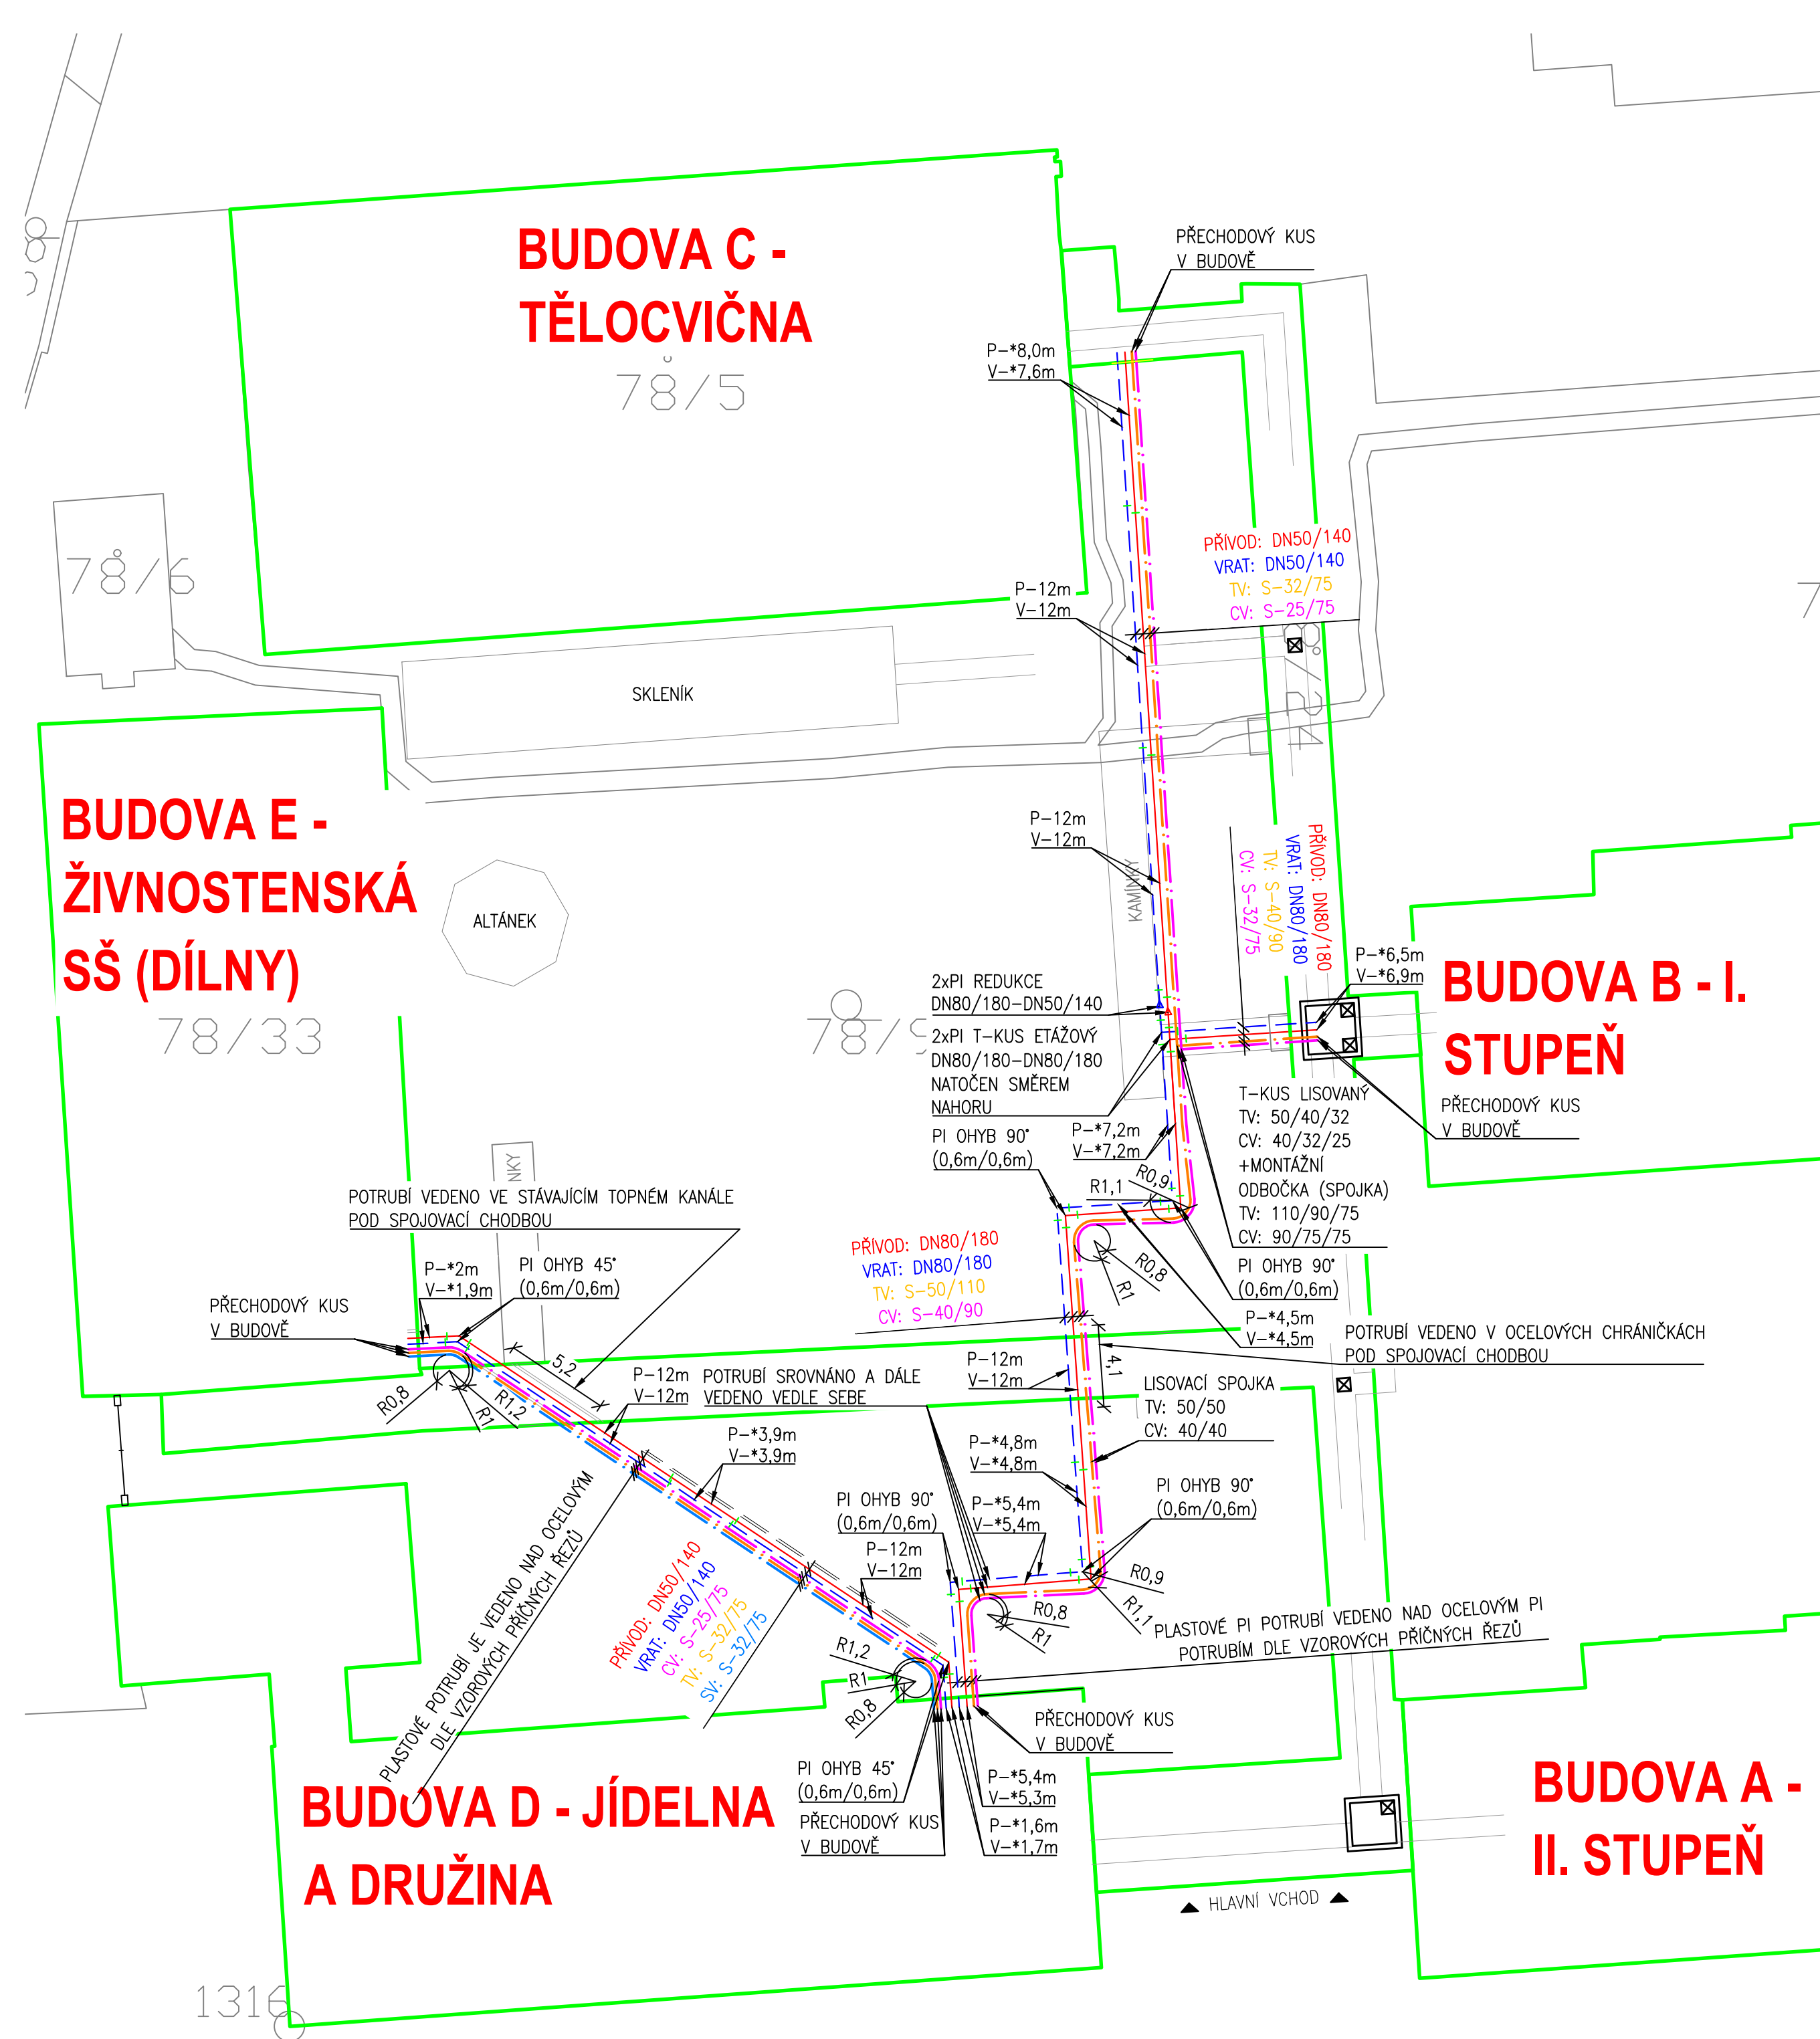 BUDOVA C -
TĚLOCVIČNA
78/5
PŘECHODOVÝ KUS
V BUDOVĚ
P-*8,0m
V-*7,6m
78/6
PŘÍVOD: DN50/140
VRAT: DN50/140
TV: S-32/75
CV: S-25/75
P-12m
V-12m
SKLENÍK
BUDOVA E -
ŽIVNOSTENSKÁ
SŠ (DÍLNY)
78/33
ALTÁNEK
P-12m
V-12m
KAMÍNKY
PŘÍVOD: DN80/180
VRAT: DN80/180
TV: S-40/90
CV: S-32/75
P-*6,5m
V-*6,9m
BUDOVA B - I.
STUPEŇ
78/9
2xPI REDUKCE
DN80/180-DN50/140
2xPI T-KUS ETÁŽOVÝ
DN80/180-DN80/180
NATOČEN SMĚREM
NAHORU
PI OHYB 90°
(0,6m/0,6m)
P-*7,2m
V-*7,2m
T-KUS LISOVANÝ
TV: 50/40/32
CV: 40/32/25
+MONTÁŽNÍ
ODBOČKA (SPOJKA)
TV: 110/90/75
CV: 90/75/75
PŘECHODOVÝ KUS
V BUDOVĚ
R0,9
R1,1
R0,8
R1
PI OHYB 90°
(0,6m/0,6m)
P-*4,5m
V-*4,5m
NKY
POTRUBÍ VEDENO VE STÁVAJÍCÍM TOPNÉM KANÁLE
POD SPOJOVACÍ CHODBOU
PŘÍVOD: DN80/180
VRAT: DN80/180
TV: S-50/110
CV: S-40/90
P-*2m
V-*1,9m
PI OHYB 45°
(0,6m/0,6m)
PŘECHODOVÝ KUS
V BUDOVĚ
POTRUBÍ VEDENO V OCELOVÝCH CHRÁNIČKÁCH
POD SPOJOVACÍ CHODBOU
4,1
5,2
R0,8
R1
R1,2
P-12m
V-12m
POTRUBÍ SROVNÁNO A DÁLE
VEDENO VEDLE SEBE
P-12m
V-12m
LISOVACÍ SPOJKA
TV: 50/50
CV: 40/40
P-*3,9m
V-*3,9m
P-*4,8m
V-*4,8m
PI OHYB 90°
(0,6m/0,6m)
PI OHYB 90°
(0,6m/0,6m)
P-*5,4m
V-*5,4m
P-12m
V-12m
PLASTOVÉ POTRUBÍ JE VEDENO NAD OCELOVÝM
DLE VZOROVÝCH PŘÍČNÝCH ŘEZŮ
PŘÍVOD: DN50/140
VRAT: DN50/140
CV: S-25/75
TV: S-32/75
SV: S-32/75
R0,9
R1,1
R0,8
R1
PLASTOVÉ PI POTRUBÍ VEDENO NAD OCELOVÝM PI
POTRUBÍM DLE VZOROVÝCH PŘÍČNÝCH ŘEZŮ
R1,2
R1
R0,8
PŘECHODOVÝ KUS
V BUDOVĚ
PI OHYB 45°
(0,6m/0,6m)
P-*5,4m
V-*5,3m
PŘECHODOVÝ KUS
V BUDOVĚ
P-*1,6m
V-*1,7m
BUDOVA D - JÍDELNA
A DRUŽINA
BUDOVA A -
II. STUPEŇ
HLAVNÍ VCHOD
1316